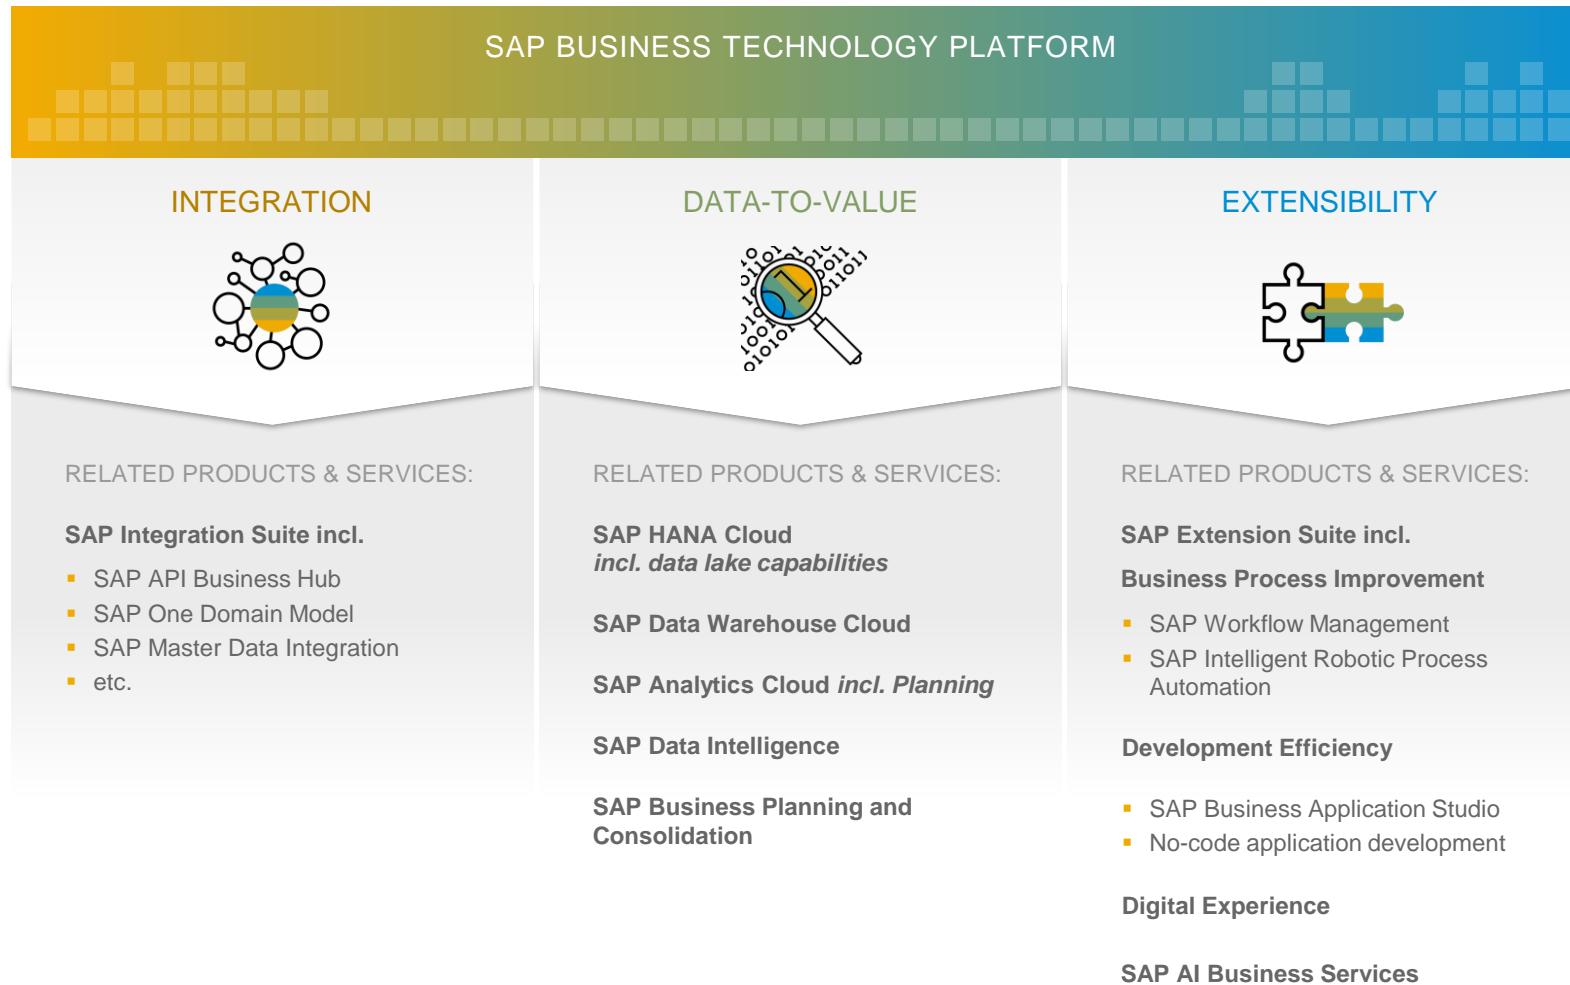 SAP BUSINESS TECHNOLOGY PLATFORM
INTEGRATION
RELATED PRODUCTS & SERVICES:
SAP Integration Suite incl.
▪ SAP API Business Hub
▪ SAP One Domain Model
▪ SAP Master Data Integration
▪ etc.
DATA-TO-VALUE
RELATED PRODUCTS & SERVICES:
SAP HANA Cloud
incl. data lake capabilities
SAP Data Warehouse Cloud
SAP Analytics Cloud incl. Planning
SAP Data Intelligence
SAP Business Planning and
Consolidation
EXTENSIBILITY
RELATED PRODUCTS & SERVICES:
SAP Extension Suite incl.
Business Process Improvement
▪ SAP Workflow Management
▪ SAP Intelligent Robotic Process
Automation
Development Efficiency
▪ SAP Business Application Studio
▪ No-code application development
Digital Experience
SAP AI Business Services